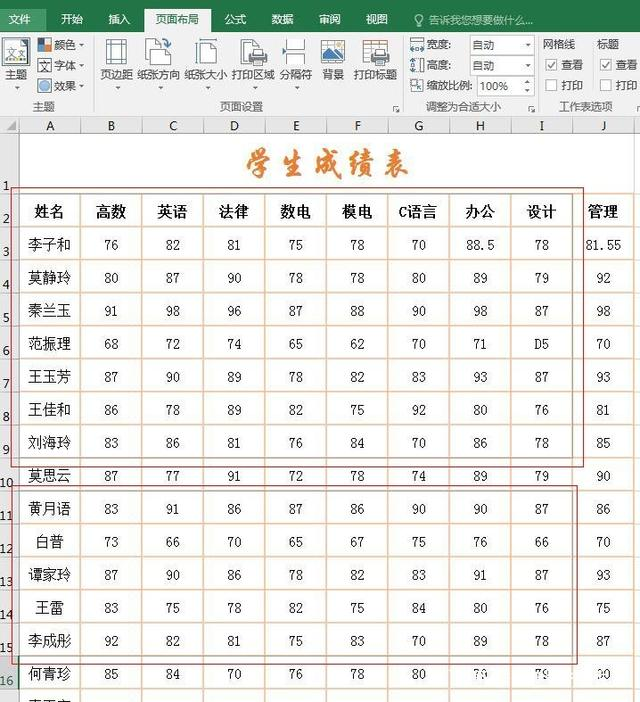 文件 开始 插入 页面布局 公式 数据 审阅 视图 告诉我您想要做什么...
主题 颜色 字体 效果 页边距 纸张方向 纸张大小 打印区域 分隔符 背景 打印标题
宽度: 自动 网格线 标题
高度: 自动 查看 查看
缩放比例: 100% 打印 打印
主题 页面设置 调整为合适大小 工作表选项
A B C D E F G H I J
1 学生成绩表
2 姓名 高数 英语 法律 数电 模电 C语言 办公 设计 管理
3 李子和 76 82 81 75 78 70 88.5 78 81.55
4 莫静玲 80 87 90 78 78 80 89 79 92
5 秦兰玉 91 98 96 87 88 90 98 87 98
6 范振理 68 72 74 65 62 70 71 D5 70
7 王玉芳 87 90 89 78 82 83 93 87 93
8 王佳和 86 78 89 82 75 92 80 76 81
9 刘海玲 83 86 81 76 84 70 86 78 85
10 莫思云 87 77 91 72 78 74 89 79 90
11 黄月语 83 91 86 87 86 90 90 87 86
12 白普 73 66 70 65 67 75 76 66 70
13 谭家玲 87 90 86 78 82 83 91 87 93
14 王雷 83 75 78 82 75 84 80 76 75
15 李成彤 92 82 81 75 83 70 89 78 87
16 何青珍 85 84 70 76 78 80 79